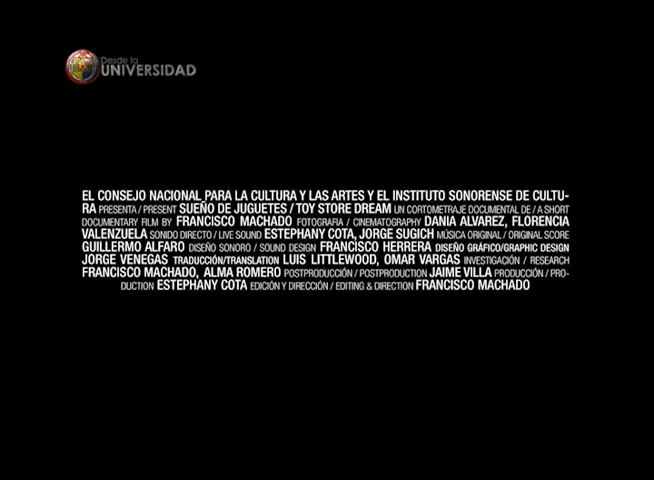 Desde la
UNIVERSIDAD
EL CONSEJO NACIONAL PARA LA CULTURA Y LAS ARTES Y EL INSTITUTO SONORENSE DE CULTU-
RA PRESENTA / PRESENT SUEÑO DE JUGUETES / TOY STORE DREAM UN CORTOMETRAJE DOCUMENTAL DE / A SHORT
DOCUMENTARY FILM BY FRANCISCO MACHADO FOTOGRAFIA / CINEMATOGRAPHY DANIA ALVAREZ, FLORENCIA
VALENZUELA SONIDO DIRECTO / LIVE SOUND ESTEPHANY COTA, JORGE SUGICH MÚSICA ORIGINAL / ORIGINAL SCORE
GUILLERMO ALFARO DISEÑO SONORO / SOUND DESIGN FRANCISCO HERRERA DISEÑO GRÁFICO/GRAPHIC DESIGN
JORGE VENEGAS TRADUCCIÓN/TRANSLATION LUIS LITTLEWOOD, OMAR VARGAS INVESTIGACIÓN / RESEARCH
FRANCISCO MACHADO, ALMA ROMERO POSTPRODUCCIÓN / POSTPRODUCTION JAIME VILLA PRODUCCIÓN / PRO-
DUCTION ESTEPHANY COTA EDICIÓN Y DIRECCIÓN / EDITING & DIRECTION FRANCISCO MACHADO